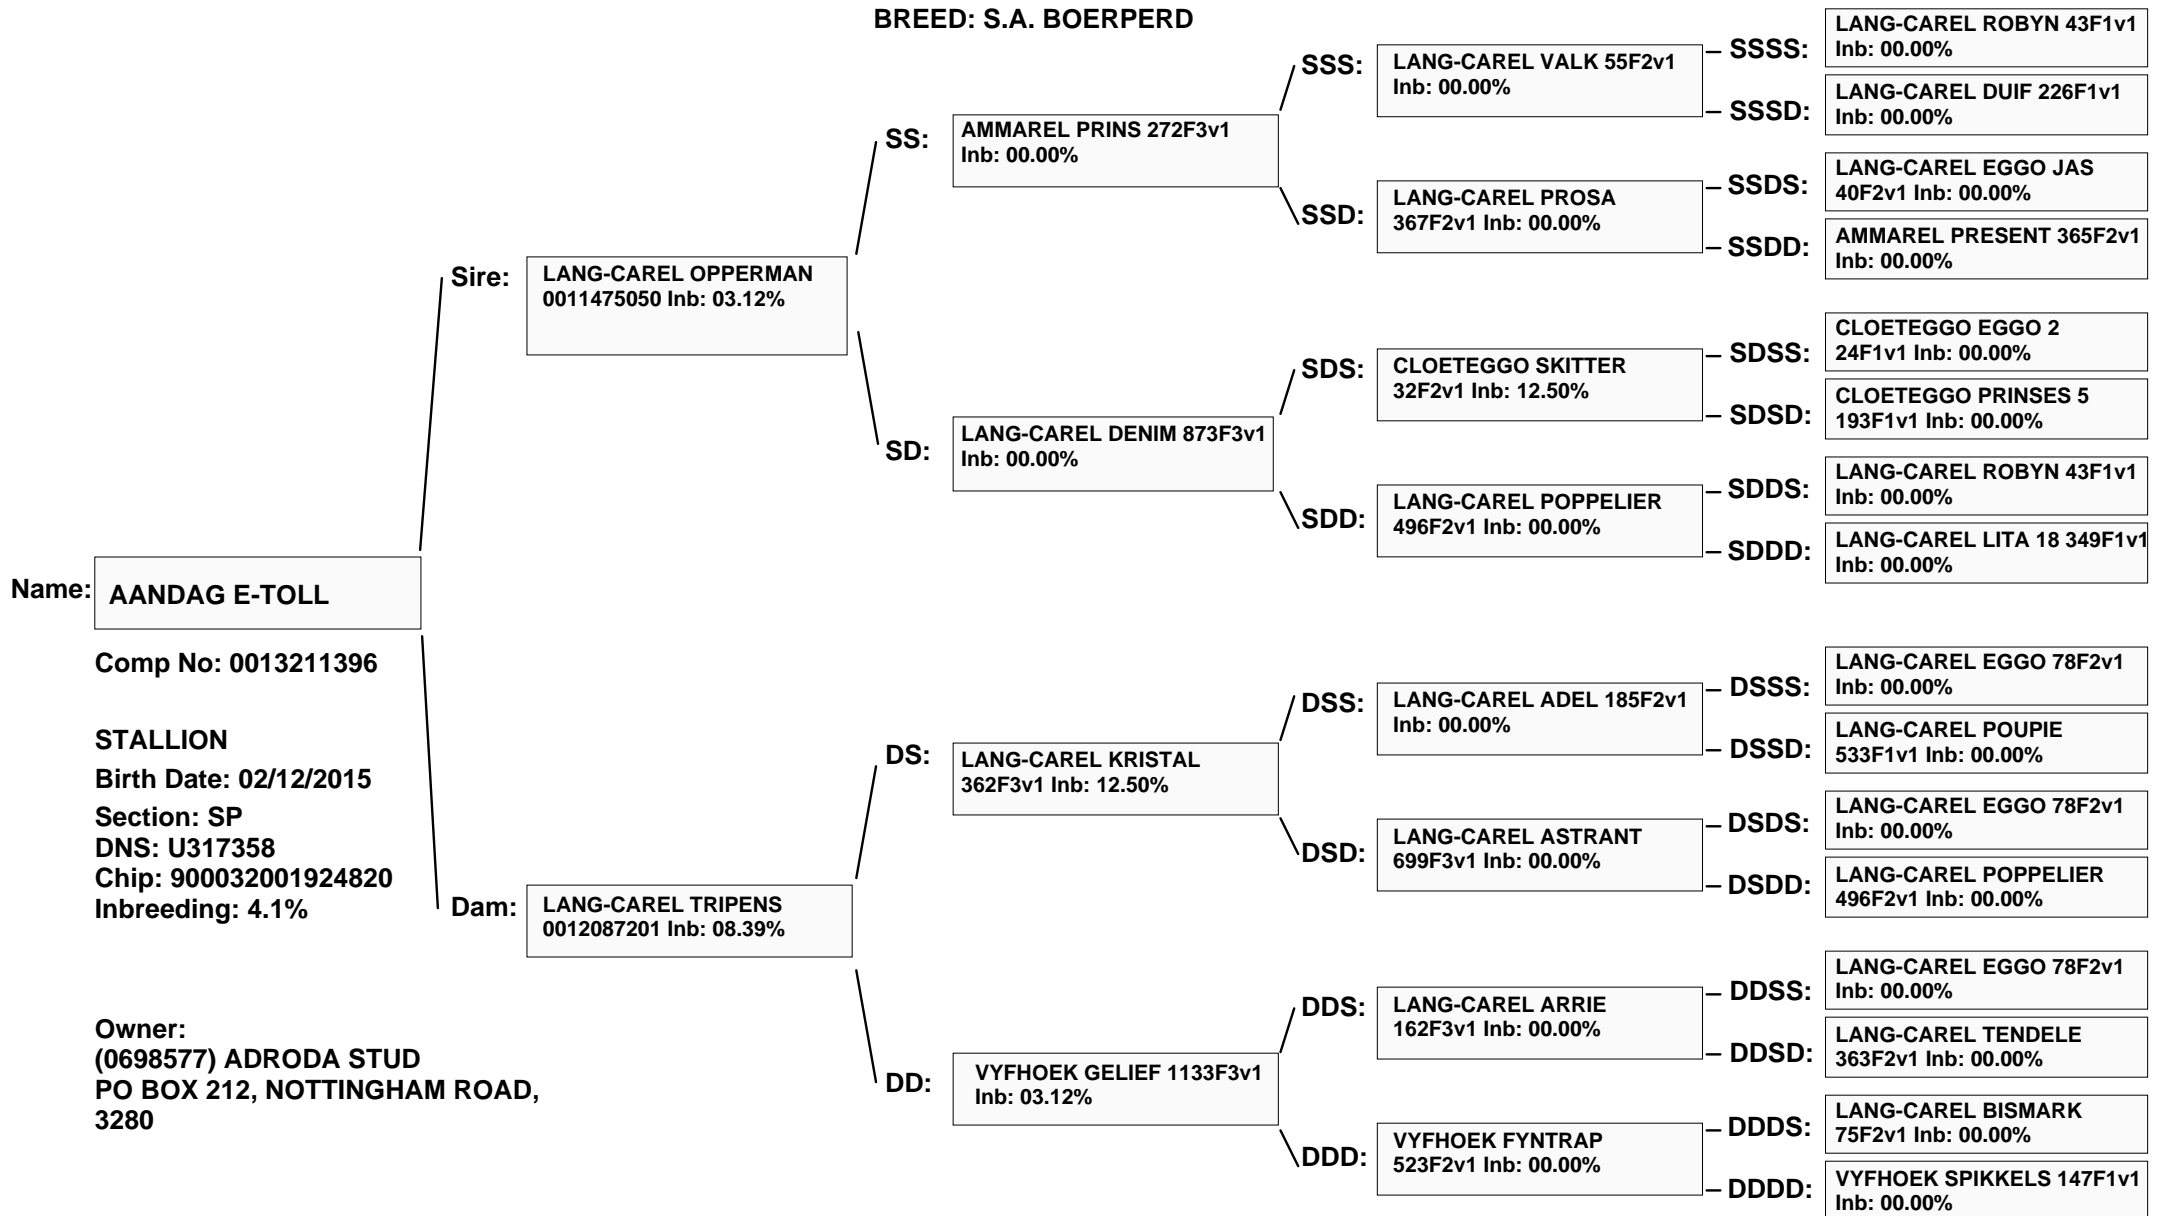 BREED: S.A. BOERPERD
Name:
AANDAG E-TOLL
Comp No: 0013211396
STALLION
Birth Date: 02/12/2015
Section: SP
DNS: U317358
Chip: 900032001924820
Inbreeding: 4.1%
Owner:
(0698577) ADRODA STUD
PO BOX 212, NOTTINGHAM ROAD,
3280
Sire:
LANG-CAREL OPPERMAN
0011475050 Inb: 03.12%
Dam:
LANG-CAREL TRIPENS
0012087201 Inb: 08.39%
SS:
AMMAREL PRINS 272F3v1
Inb: 00.00%
SD:
LANG-CAREL DENIM 873F3v1
Inb: 00.00%
DS:
LANG-CAREL KRISTAL
362F3v1 Inb: 12.50%
DD:
VYFHOEK GELIEF 1133F3v1
Inb: 03.12%
SSS:
LANG-CAREL VALK 55F2v1
Inb: 00.00%
SSD:
LANG-CAREL PROSA
367F2v1 Inb: 00.00%
SDS:
CLOETEGGO SKITTER
32F2v1 Inb: 12.50%
SDD:
LANG-CAREL POPPELIER
496F2v1 Inb: 00.00%
DSS:
LANG-CAREL ADEL 185F2v1
Inb: 00.00%
DSD:
LANG-CAREL ASTRANT
699F3v1 Inb: 00.00%
DDS:
LANG-CAREL ARRIE
162F3v1 Inb: 00.00%
DDD:
VYFHOEK FYNTRAP
523F2v1 Inb: 00.00%
SSSS:
LANG-CAREL ROBYN 43F1v1
Inb: 00.00%
SSSD:
LANG-CAREL DUIF 226F1v1
Inb: 00.00%
SSDS:
LANG-CAREL EGGO JAS
40F2v1 Inb: 00.00%
SSDD:
AMMAREL PRESENT 365F2v1
Inb: 00.00%
SDSS:
CLOETEGGO EGGO 2
24F1v1 Inb: 00.00%
SDSD:
CLOETEGGO PRINSES 5
193F1v1 Inb: 00.00%
SDDS:
LANG-CAREL ROBYN 43F1v1
Inb: 00.00%
SDDD:
LANG-CAREL LITA 18 349F1v1
Inb: 00.00%
DSSS:
LANG-CAREL EGGO 78F2v1
Inb: 00.00%
DSSD:
LANG-CAREL POUPIE
533F1v1 Inb: 00.00%
DSDS:
LANG-CAREL EGGO 78F2v1
Inb: 00.00%
DSDD:
LANG-CAREL POPPELIER
496F2v1 Inb: 00.00%
DDSS:
LANG-CAREL EGGO 78F2v1
Inb: 00.00%
DDSD:
LANG-CAREL TENDELE
363F2v1 Inb: 00.00%
DDDS:
LANG-CAREL BISMARK
75F2v1 Inb: 00.00%
DDDD:
VYFHOEK SPIKKELS 147F1v1
Inb: 00.00%